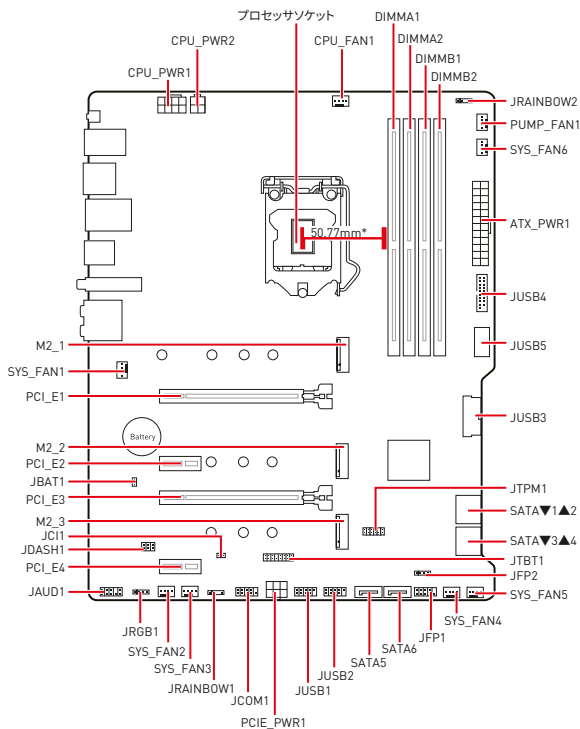 プロセッサソケット
DIMMA1
CPU_PWR2
CPU_FAN1
DIMMA2
DIMMB1
CPU_PWR1
DIMMB2
JRAINBOW2
PUMP_FAN1
SYS_FAN6
50.77mm*
ATX_PWR1
JUSB4
M2_1
JUSB5
SYS_FAN1
PCI_E1
JUSB3
Battery
M2_2
PCI_E2
JBAT1
JTPM1
PCI_E3
SATA▼1▲2
M2_3
JCI1
SATA▼3▲4
JDASH1
JTBT1
PCI_E4
JFP2
JAUD1
SYS_FAN5
JRGB1
SYS_FAN4
SYS_FAN2
JFP1
SATA6
SYS_FAN3
SATA5
JRAINBOW1
JUSB2
JCOM1
JUSB1
PCIE_PWR1